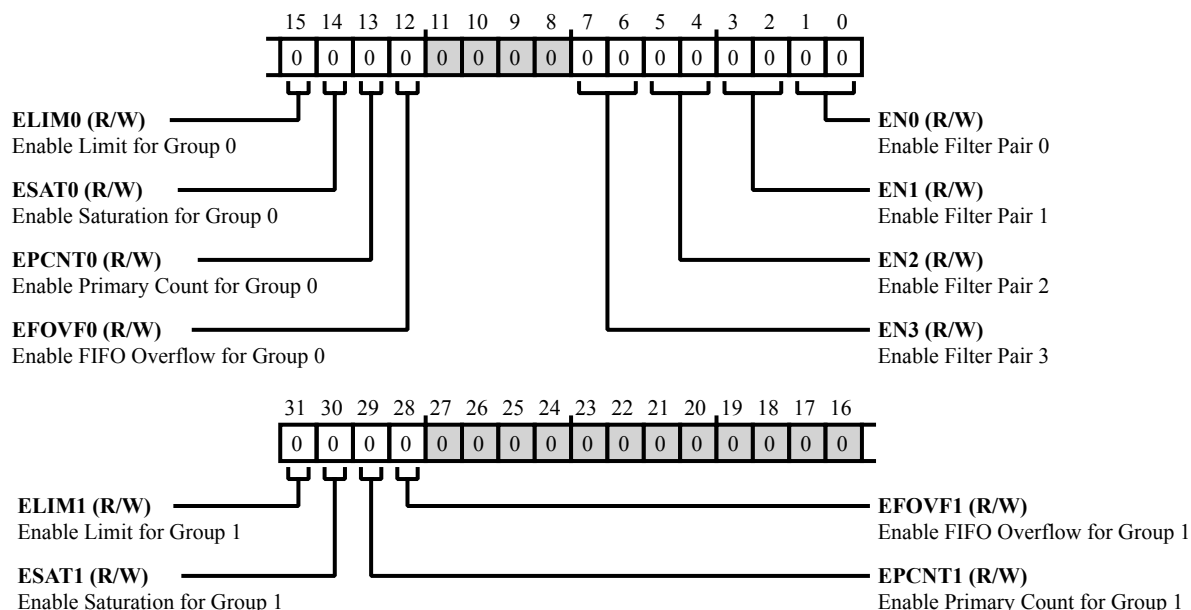 15 14 13 12 11 10 9 8 7 6 5 4 3 2 1 0
0 0 0 0 0 0 0 0 0 0 0 0 0 0 0 0
ELIM0 (R/W)
Enable Limit for Group 0
ESAT0 (R/W)
Enable Saturation for Group 0
EPCNT0 (R/W)
Enable Primary Count for Group 0
EFOVF0 (R/W)
Enable FIFO Overflow for Group 0
EN0 (R/W)
Enable Filter Pair 0
EN1 (R/W)
Enable Filter Pair 1
EN2 (R/W)
Enable Filter Pair 2
EN3 (R/W)
Enable Filter Pair 3
31 30 29 28 27 26 25 24 23 22 21 20 19 18 17 16
0 0 0 0 0 0 0 0 0 0 0 0 0 0 0 0
ELIM1 (R/W)
Enable Limit for Group 1
ESAT1 (R/W)
Enable Saturation for Group 1
EFOVF1 (R/W)
Enable FIFO Overflow for Group 1
EPCNT1 (R/W)
Enable Primary Count for Group 1